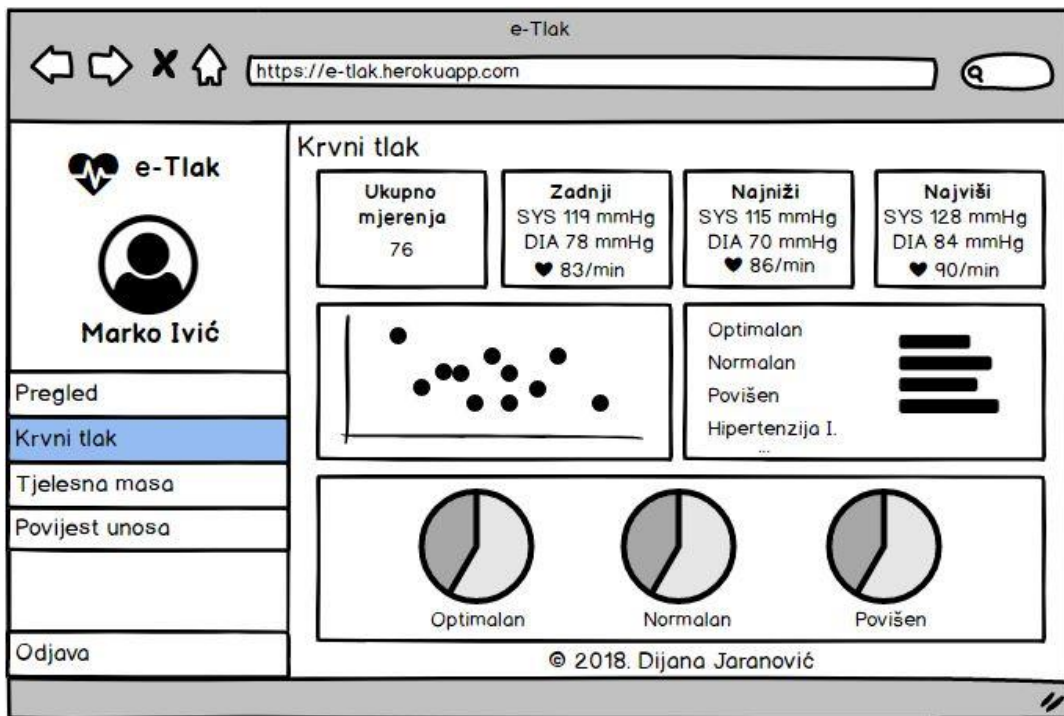 e-Tlak
https://e-tlak.herokuapp.com
e-Tlak
Marko Ivić
Pregled
Krvni tlak
Tjelesna masa
Povijest unosa
Odjava
Krvni tlak
Ukupno
mjerenja
76
Zadnji
SYS 119 mmHg
DIA 78 mmHg
83/min
Najniži
SYS 115 mmHg
DIA 70 mmHg
86/min
Najviši
SYS 128 mmHg
DIA 84 mmHg
90/min
Optimalan
Normalan
Povišen
Hipertenzija I.
...
Optimalan
Normalan
Povišen
© 2018. Dijana Jaranović